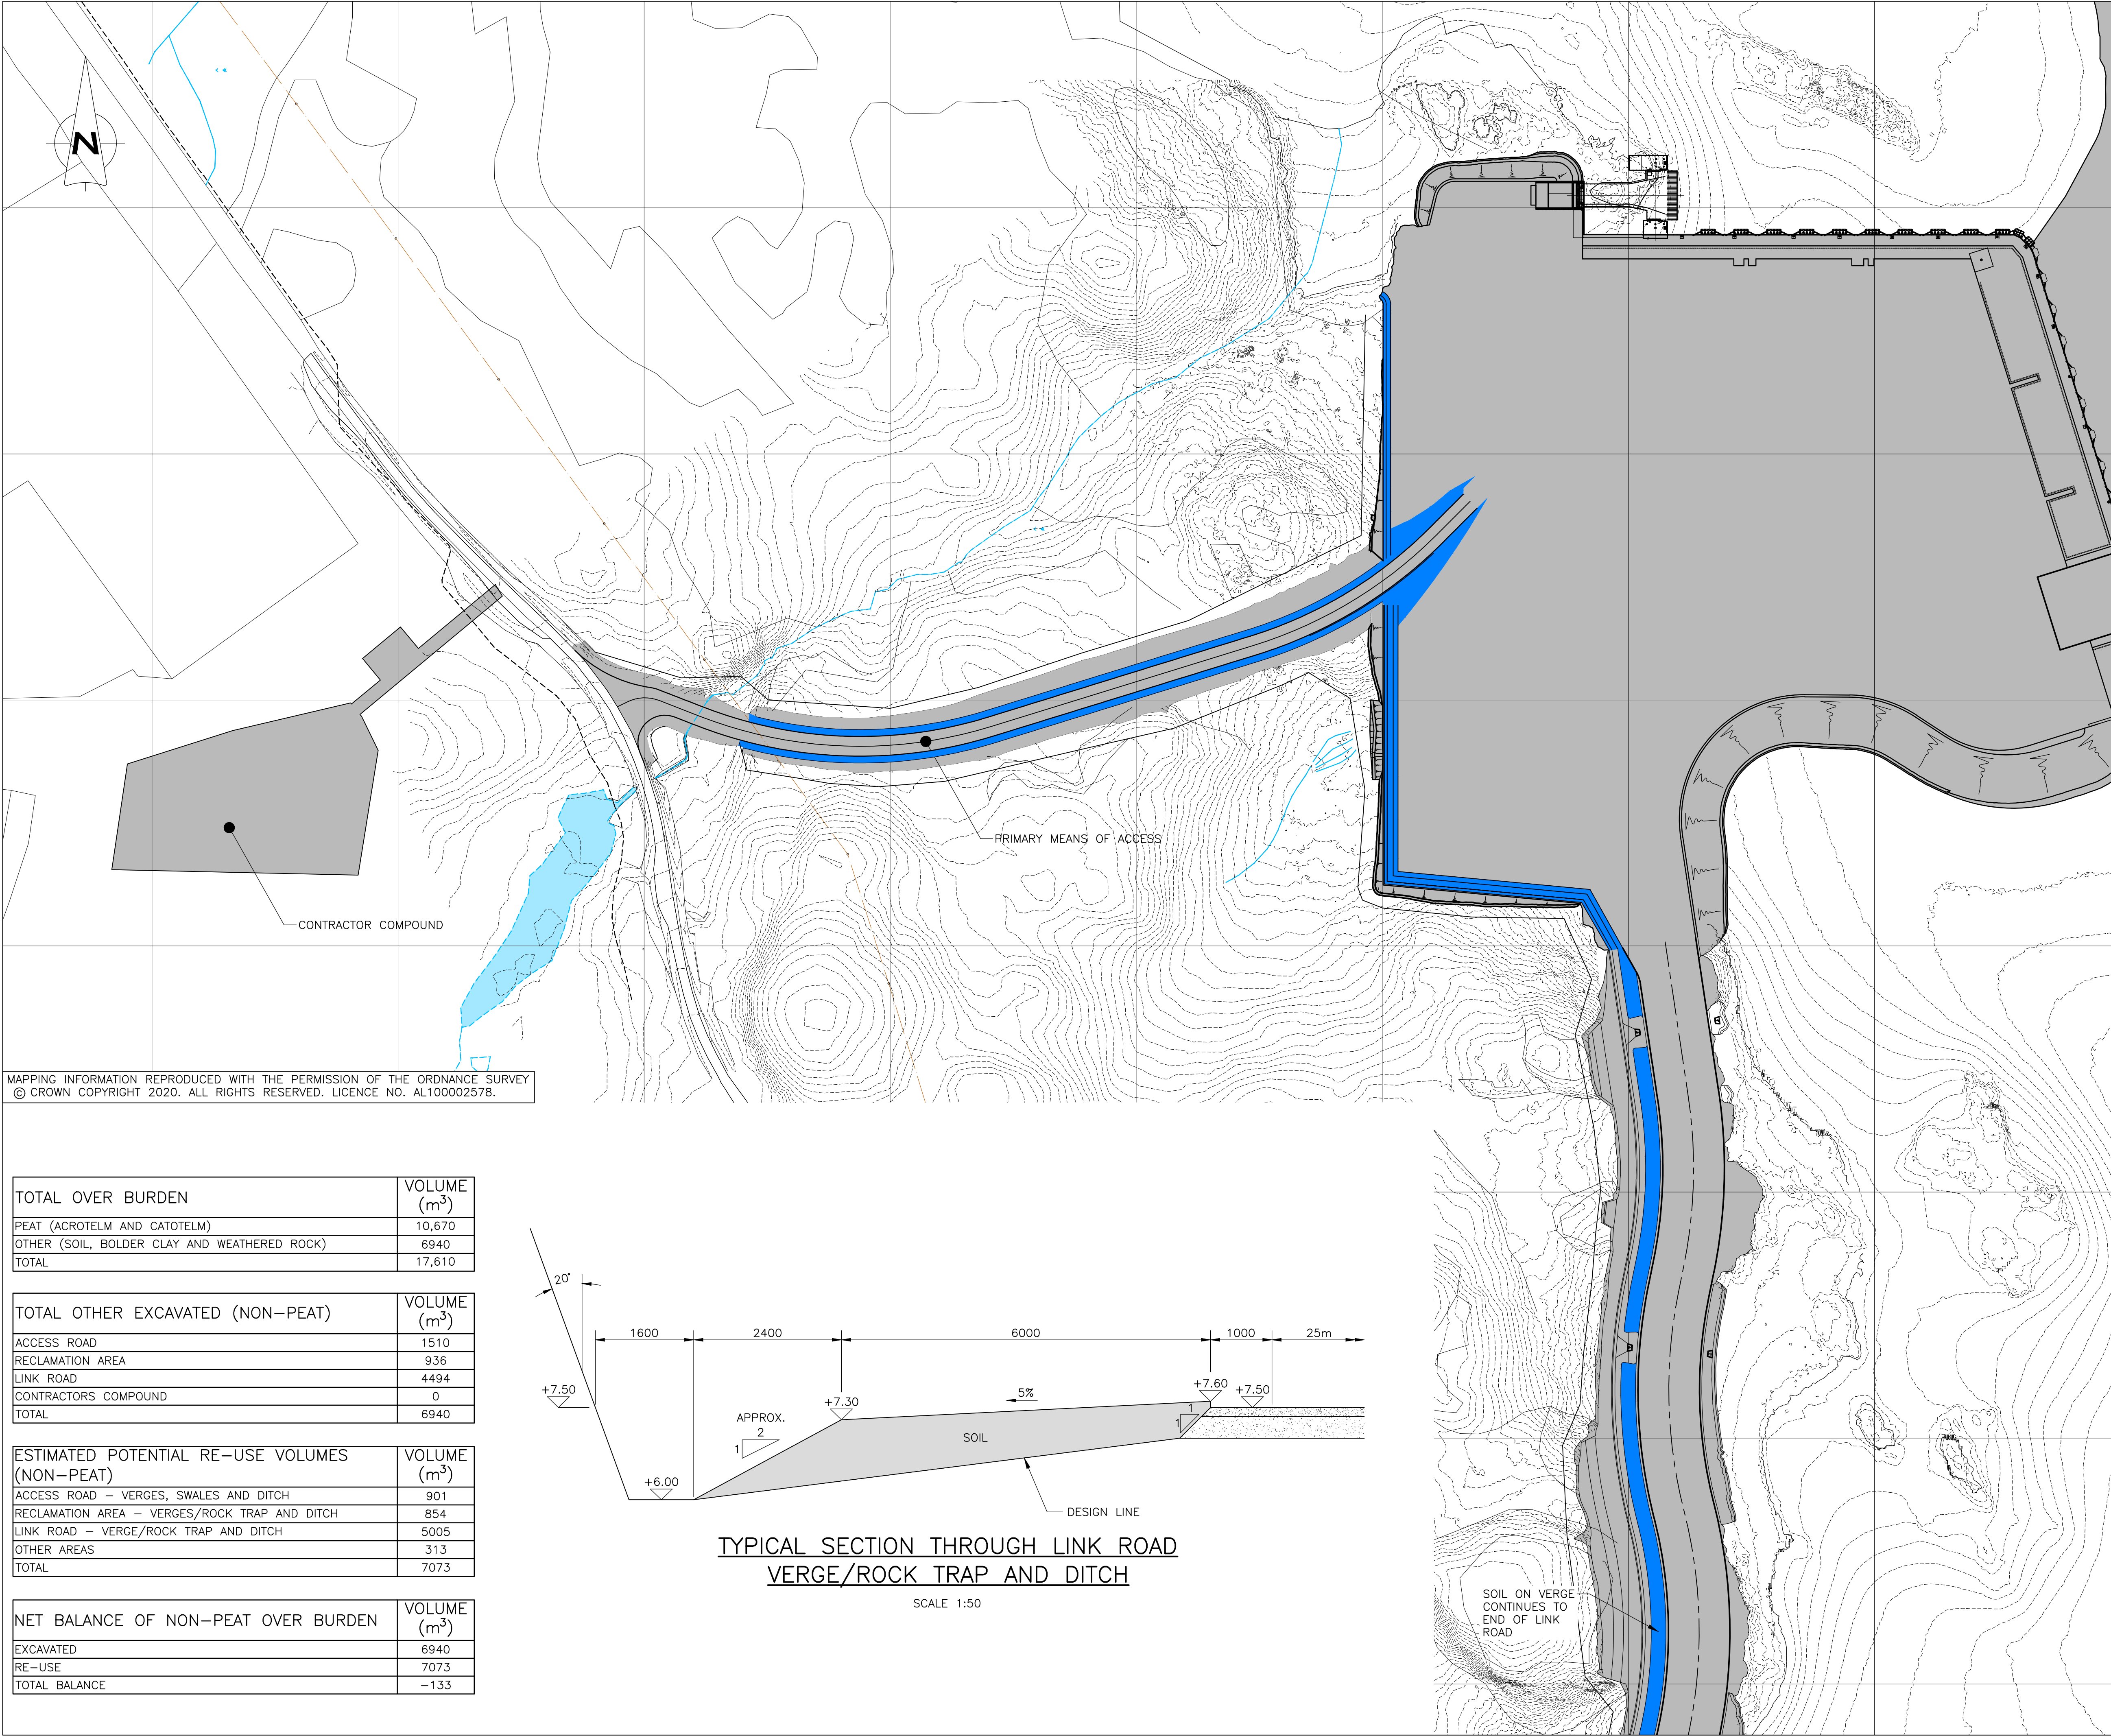 N
PRIMARY MEANS OF ACCESS
CONTRACTOR COMPOUND
MAPPING INFORMATION REPRODUCED WITH THE PERMISSION OF THE ORDNANCE SURVEY
© CROWN COPYRIGHT 2020. ALL RIGHTS RESERVED. LICENCE NO. AL100002578.
TOTAL OVER BURDEN VOLUME (m³)
PEAT (ACROTELM AND CATOTELM) 10,670
OTHER (SOIL, BOLDER CLAY AND WEATHERED ROCK) 6940
TOTAL 17,610
TOTAL OTHER EXCAVATED (NON-PEAT) VOLUME (m³)
ACCESS ROAD 1510
RECLAMATION AREA 936
LINK ROAD 4494
CONTRACTORS COMPOUND 0
TOTAL 6940
ESTIMATED POTENTIAL RE-USE VOLUMES (NON-PEAT) VOLUME (m³)
ACCESS ROAD - VERGES, SWALES AND DITCH 901
RECLAMATION AREA - VERGES/ROCK TRAP AND DITCH 854
LINK ROAD - VERGE/ROCK TRAP AND DITCH 5005
OTHER AREAS 313
TOTAL 7073
NET BALANCE OF NON-PEAT OVER BURDEN VOLUME (m³)
EXCAVATED 6940
RE-USE 7073
TOTAL BALANCE -133
20°
1600 2400 6000 1000 25m
+7.50
+7.30
+7.60
+7.50
5%
APPROX.
2
1
1
1
SOIL
+6.00
DESIGN LINE
TYPICAL SECTION THROUGH LINK ROAD
VERGE/ROCK TRAP AND DITCH
SCALE 1:50
SOIL ON VERGE
CONTINUES TO
END OF LINK
ROAD